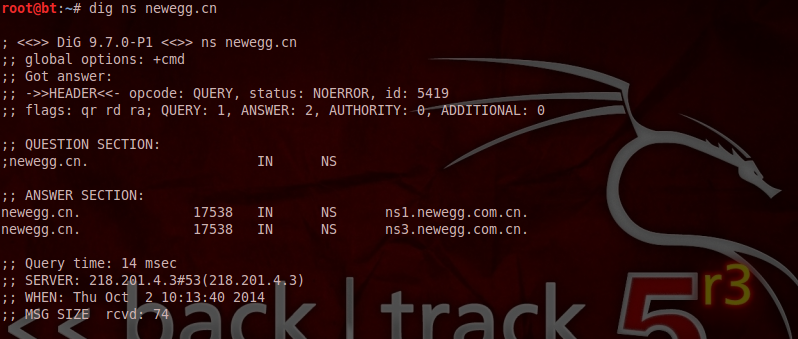 root@bt:~# dig ns newegg.cn
; <<>> DiG 9.7.0-P1 <<>> ns newegg.cn
;; global options: +cmd
;; Got answer:
;; ->>HEADER<<- opcode: QUERY, status: NOERROR, id: 5419
;; flags: qr rd ra; QUERY: 1, ANSWER: 2, AUTHORITY: 0, ADDITIONAL: 0
;; QUESTION SECTION:
;newegg.cn. IN NS
;; ANSWER SECTION:
newegg.cn. 17538 IN NS ns1.newegg.com.cn.
newegg.cn. 17538 IN NS ns3.newegg.com.cn.
;; Query time: 14 msec
;; SERVER: 218.201.4.3#53(218.201.4.3)
;; WHEN: Thu Oct  2 10:13:40 2014
;; MSG SIZE  rcvd: 74
<< back | track 5 r3